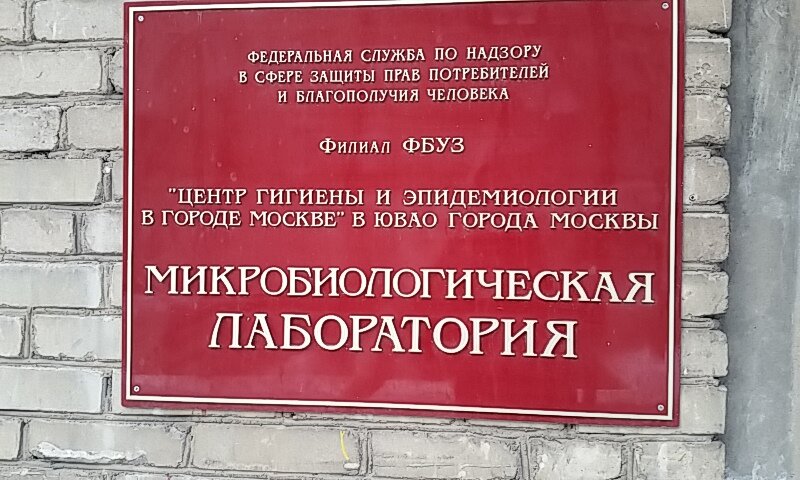 ФЕДЕРАЛЬНАЯ СЛУЖБА ПО НАДЗОРУ
В СФЕРЕ ЗАЩИТЫ ПРАВ ПОТРЕБИТЕЛЕЙ
И БЛАГОПОЛУЧИЯ ЧЕЛОВЕКА
ФИЛИАЛ ФБУЗ
"ЦЕНТР ГИГИЕНЫ И ЭПИДЕМИОЛОГИИ
В ГОРОДЕ МОСКВЕ" В ЮВАО ГОРОДА МОСКВЫ
МИКРОБИОЛОГИЧЕСКАЯ
ЛАБОРАТОРИЯ